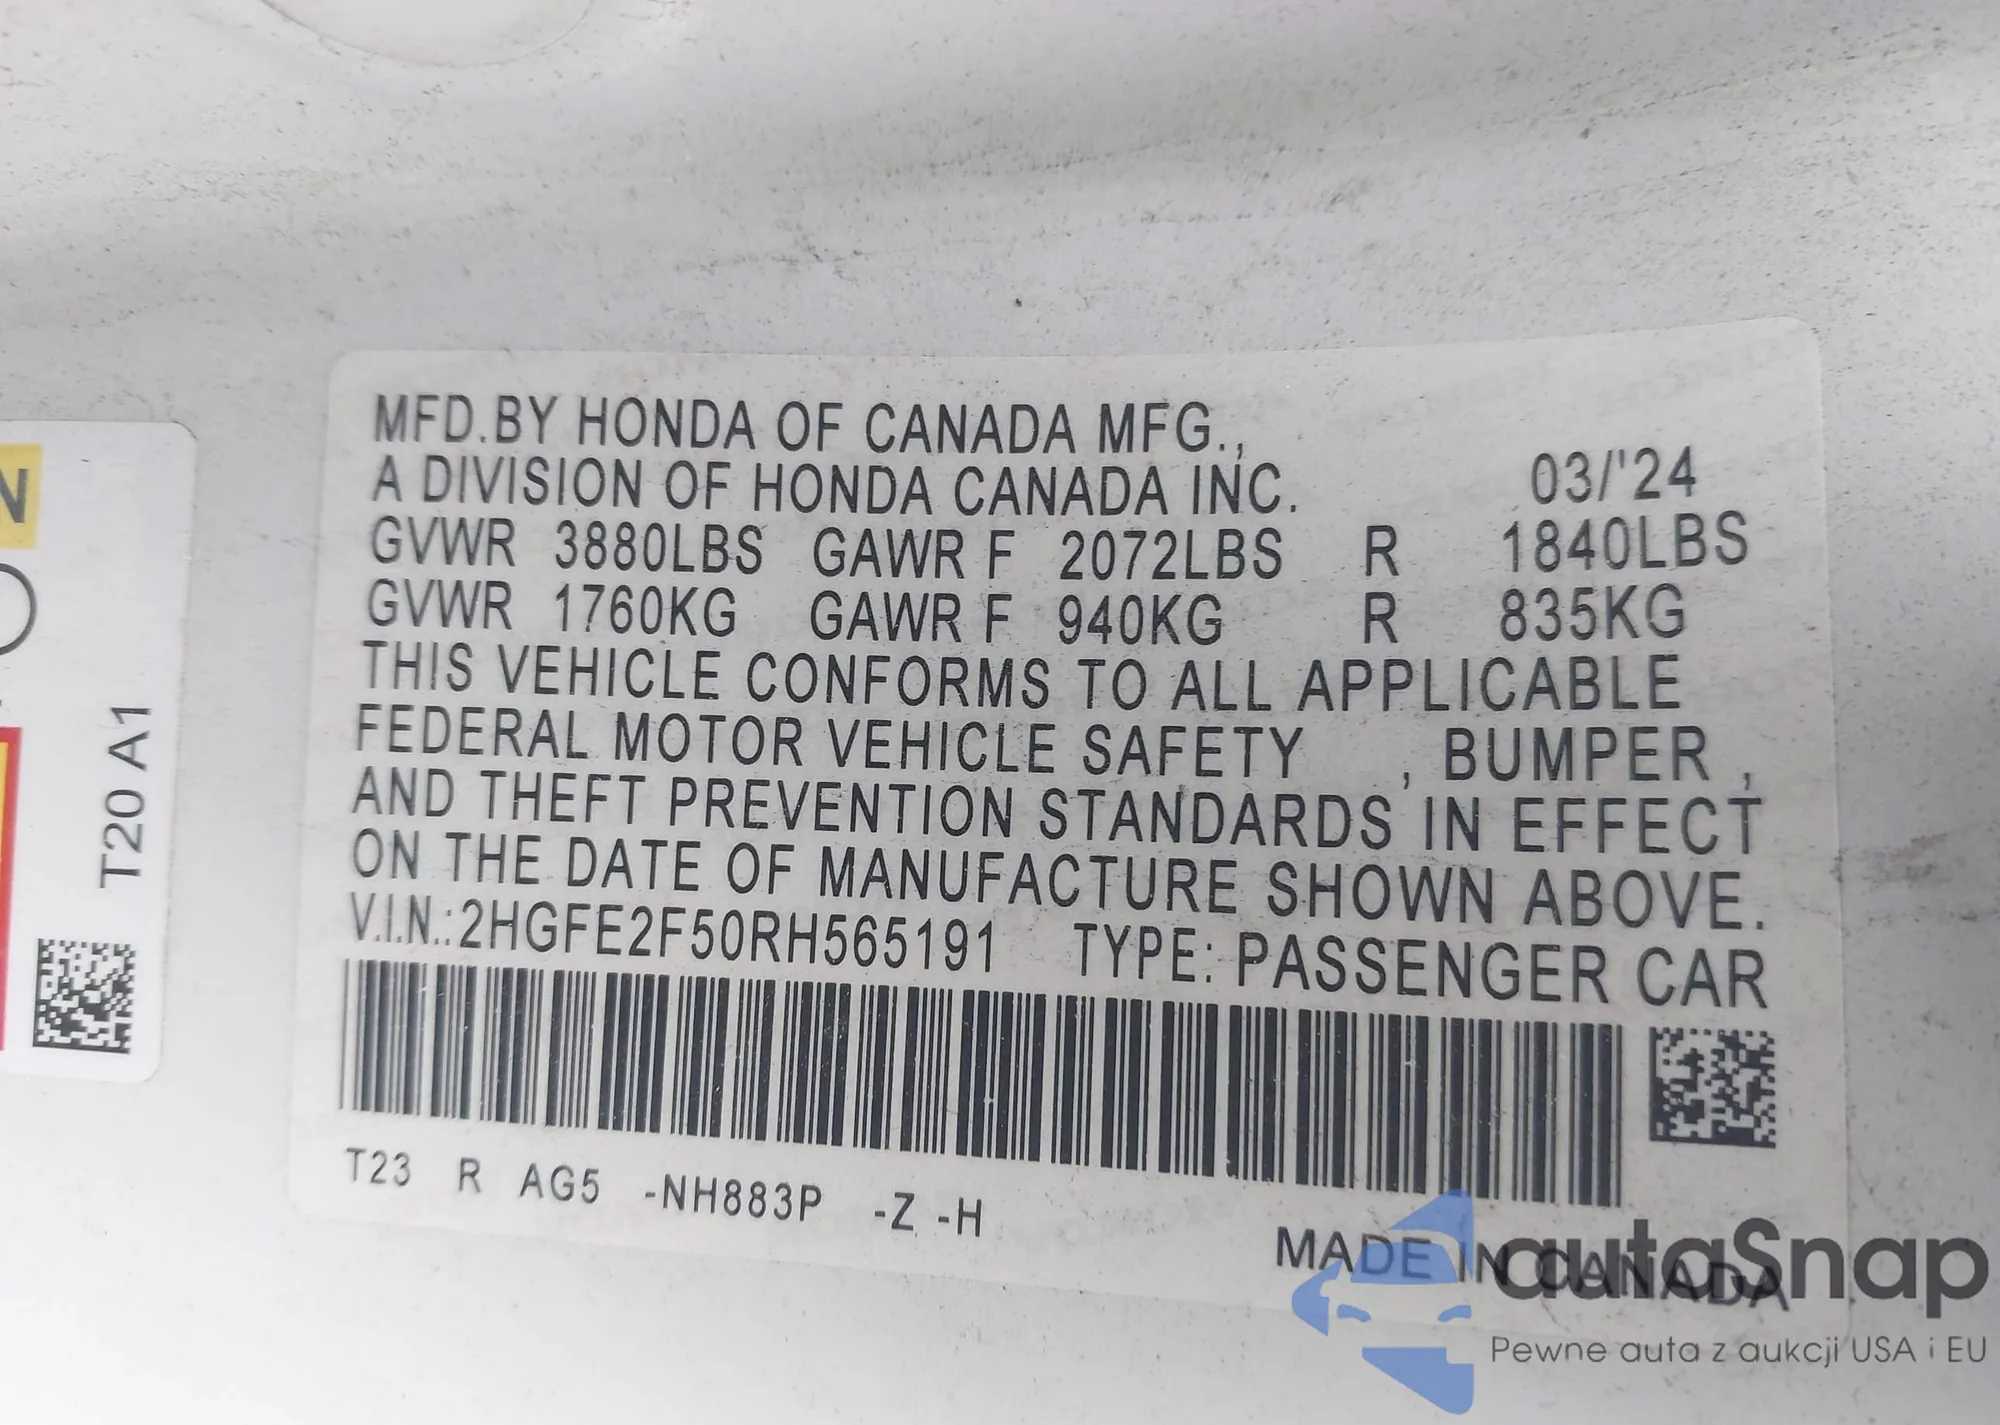 MFD.BY HONDA OF CANADA MFG.,
A DIVISION OF HONDA CANADA INC. 03/'24
GVWR 3880LBS GAWR F 2072LBS R 1840LBS
GVWR 1760KG GAWR F 940KG R 835KG
THIS VEHICLE CONFORMS TO ALL APPLICABLE
FEDERAL MOTOR VEHICLE SAFETY , BUMPER ,
AND THEFT PREVENTION STANDARDS IN EFFECT
ON THE DATE OF MANUFACTURE SHOWN ABOVE.
V.I.N.:2HGFE2F50RH565191 TYPE: PASSENGER CAR
T23 R AG5 -NH883P -Z -H
MADE IN CANADA
N
T20 A1
autaSnap
Pewne auta z aukcji USA i EU